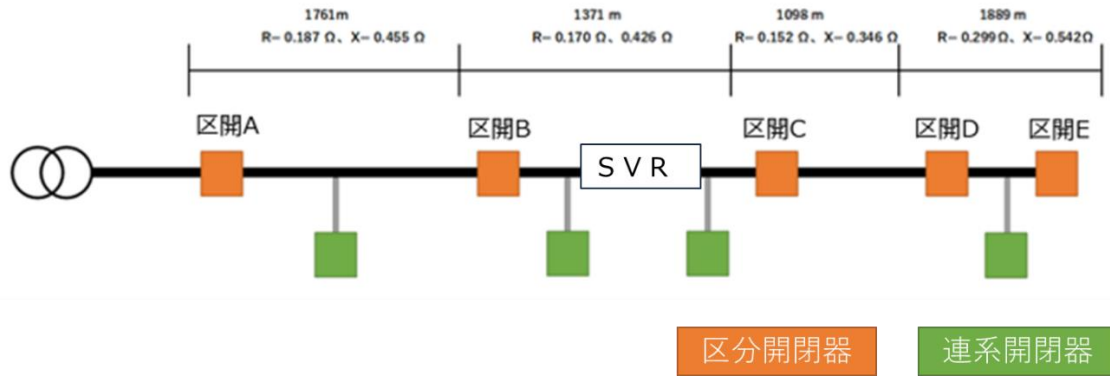 1761m
R－0.187 Ω、X－0.455 Ω
1371 m
R－0.170 Ω、0.426 Ω
1098 m
R－0.152 Ω、X－0.346 Ω
1889 m
R－0.299Ω、X－0.542Ω
区開A
区開B
ＳＶＲ
区開C
区開D
区開E
区分開閉器
連系開閉器